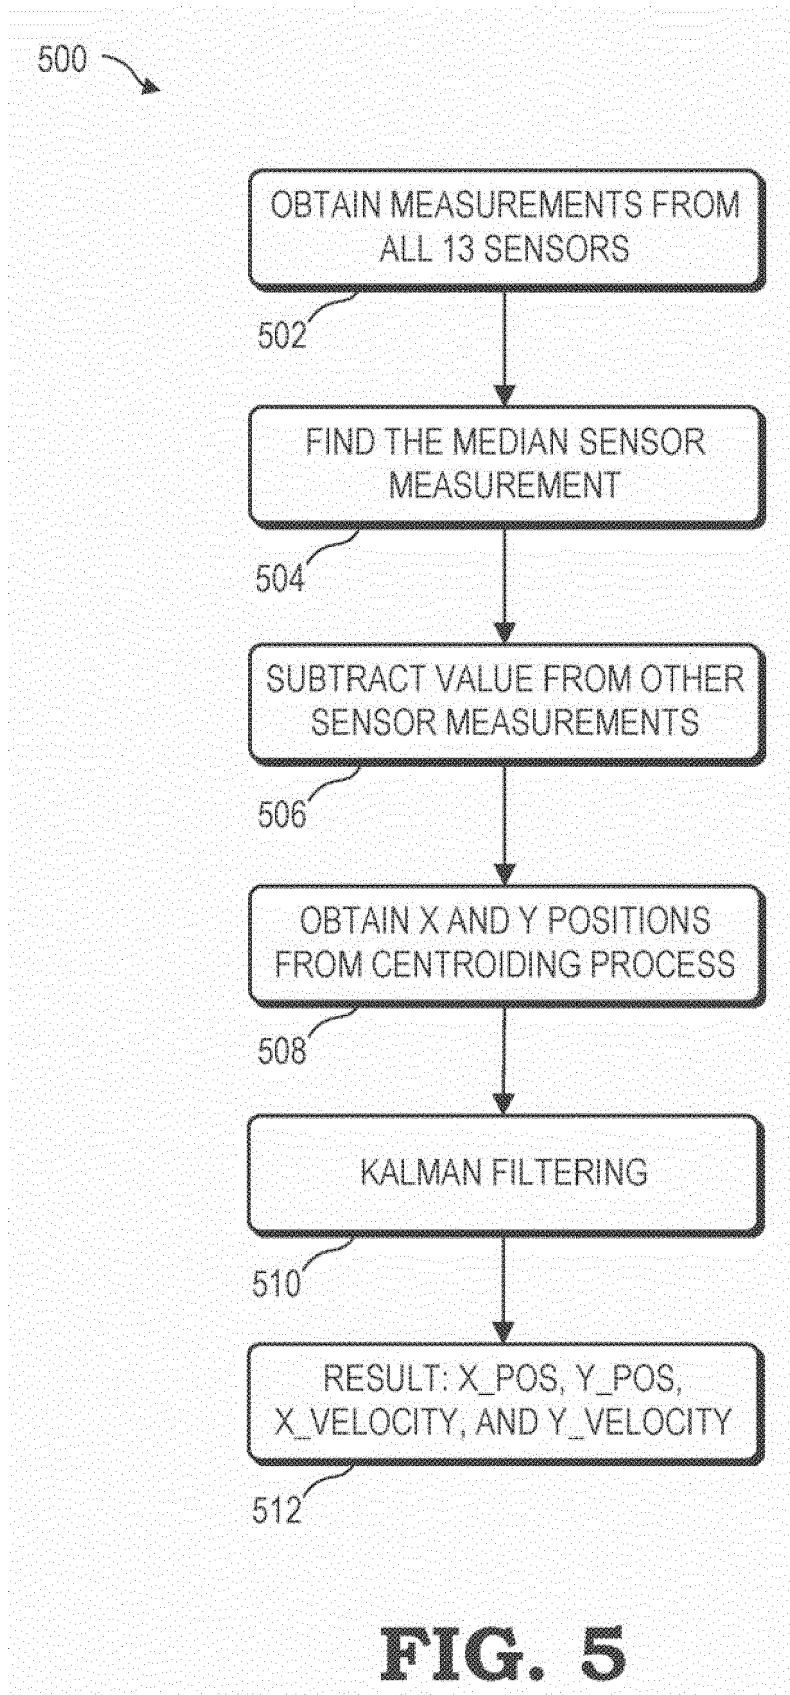 500
OBTAIN MEASUREMENTS FROM
ALL 13 SENSORS
502
FIND THE MEDIAN SENSOR
MEASUREMENT
504
SUBTRACT VALUE FROM OTHER
SENSOR MEASUREMENTS
506
OBTAIN X AND Y POSITIONS
FROM CENTROIDING PROCESS
508
KALMAN FILTERING
510
RESULT: X_POS, Y_POS,
X_VELOCITY, AND Y_VELOCITY
512
FIG. 5